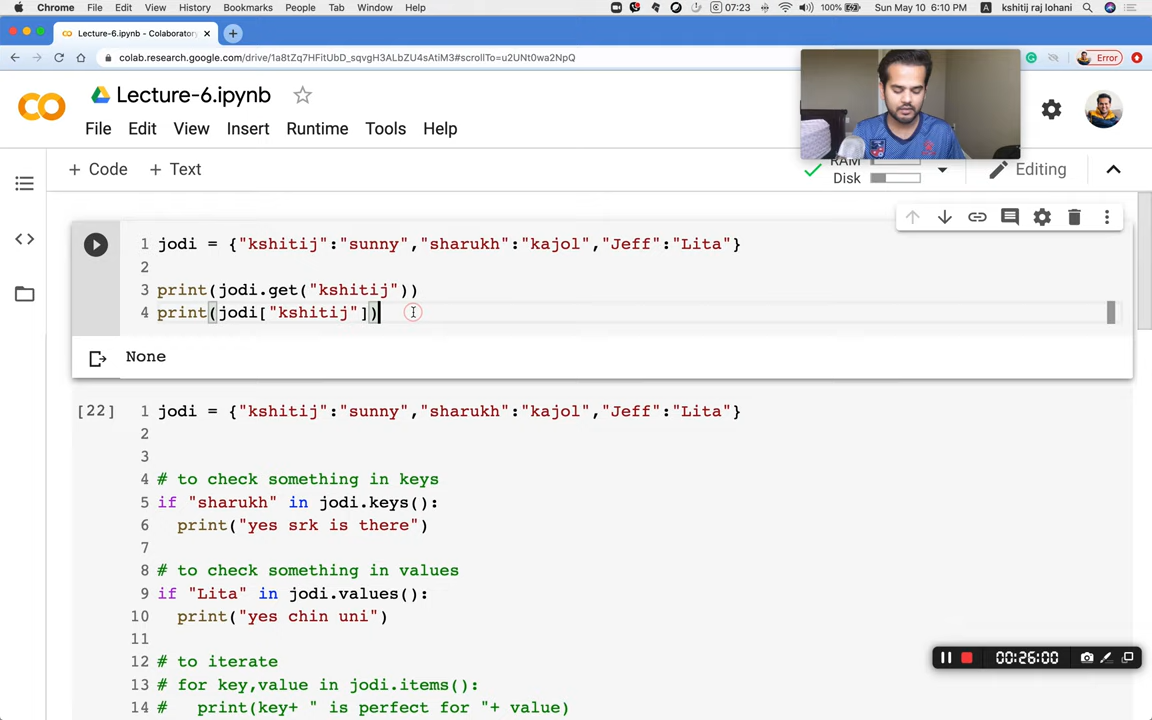 Chrome File Edit View History Bookmarks People Tab Window Help 07:23 100% Sun May 10 6:10 PM A kshitij raj lohani
Lecture-6.ipynb - Colaborator
colab.research.google.com/drive/1a8tZq7HFitUbD_sqvgH3ALbZU4sAtiM3#scrollTo=u2UNt0wa2NpQ Error
CO Lecture-6.ipynb
File Edit View Insert Runtime Tools Help
+ Code + Text RAM Disk Editing
1 jodi = {"kshitij":"sunny","sharukh":"kajol","Jeff":"Lita"}
2
3 print(jodi.get("kshitij"))
4 print(jodi["kshitij"])
None
[22] 1 jodi = {"kshitij":"sunny","sharukh":"kajol","Jeff":"Lita"}
2
3
4 # to check something in keys
5 if "sharukh" in jodi.keys():
6 print("yes srk is there")
7
8 # to check something in values
9 if "Lita" in jodi.values():
10 print("yes chin uni")
11
12 # to iterate
13 # for key,value in jodi.items():
14 # print(key+ " is perfect for "+ value)
00:26:00